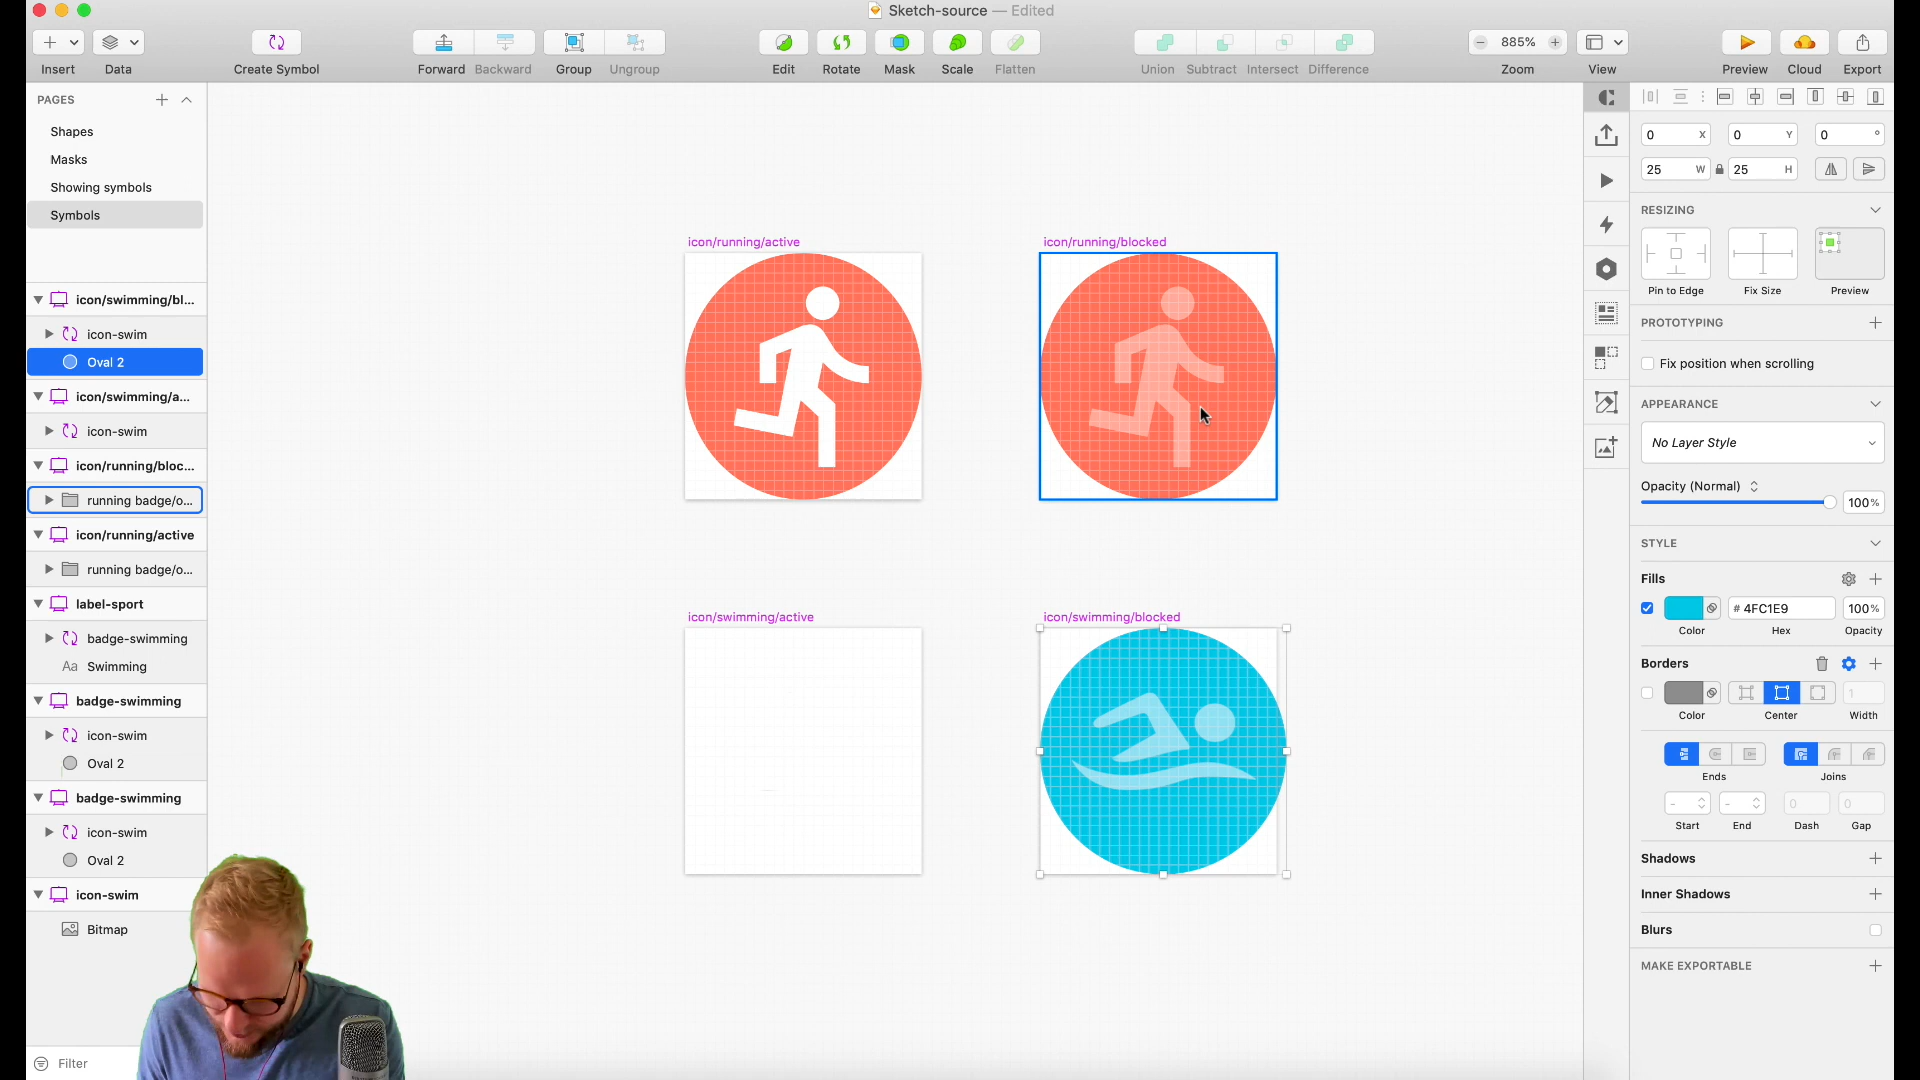 Sketch-source — Edited
Insert
Data
Create Symbol
Forward
Backward
Group
Ungroup
Edit
Rotate
Mask
Scale
Flatten
Union
Subtract
Intersect
Difference
885%
Zoom
View
Preview
Cloud
Export
PAGES
Shapes
Masks
Showing symbols
Symbols
icon/swimming/bl...
icon-swim
Oval 2
icon/swimming/a...
icon-swim
icon/running/bloc...
running badge/o...
icon/running/active
running badge/o...
label-sport
badge-swimming
Aa Swimming
badge-swimming
icon-swim
Oval 2
badge-swimming
icon-swim
Oval 2
icon-swim
Bitmap
Filter
icon/running/active
icon/running/blocked
icon/swimming/active
icon/swimming/blocked
0 X
0 Y
0 °
25 W
25 H
RESIZING
Pin to Edge
Fix Size
Preview
PROTOTYPING
Fix position when scrolling
APPEARANCE
No Layer Style
Opacity (Normal)
100%
STYLE
Fills
# 4FC1E9
100%
Color
Hex
Opacity
Borders
1
Color
Center
Width
Ends
Joins
-
-
0
0
Start
End
Dash
Gap
Shadows
Inner Shadows
Blurs
MAKE EXPORTABLE